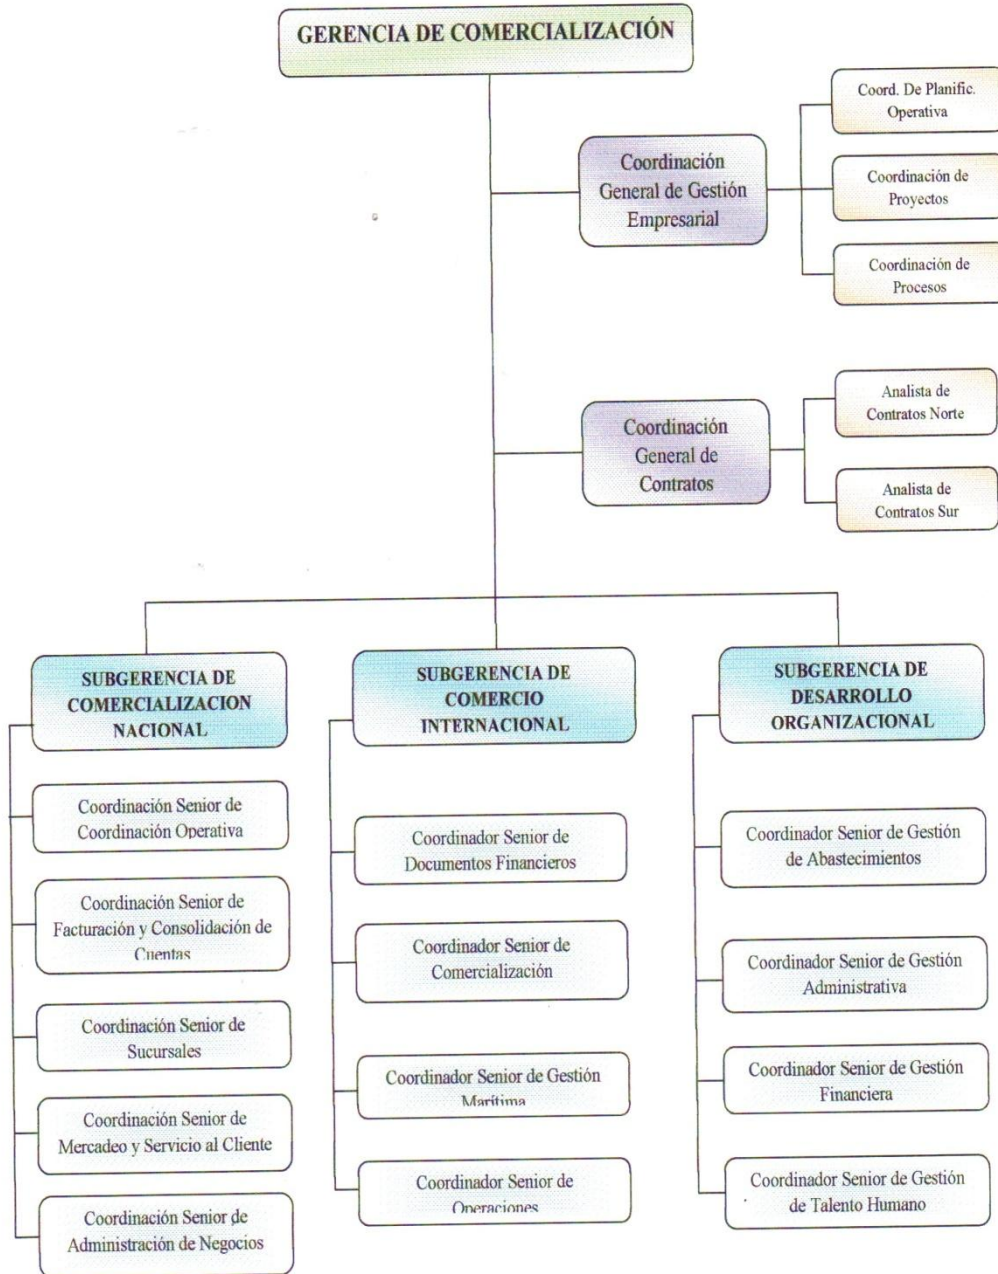 GERENCIA DE COMERCIALIZACIÓN
Coordinación
General de Gestión
Empresarial
Coord. De Planific.
Operativa
Coordinación de
Proyectos
Coordinación de
Procesos
Coordinación
General de
Contratos
Analista de
Contratos Norte
Analista de
Contratos Sur
SUBGERENCIA DE
COMERCIALIZACION
NACIONAL
Coordinación Senior de
Coordinación Operativa
Coordinación Senior de
Facturación y Consolidación de
Cuentas
Coordinación Senior de
Sucursales
Coordinación Senior de
Mercadeo y Servicio al Cliente
Coordinación Senior de
Administración de Negocios
SUBGERENCIA DE
COMERCIO
INTERNACIONAL
Coordinador Senior de
Documentos Financieros
Coordinador Senior de
Comercialización
Coordinador Senior de Gestión
Marítima
Coordinador Senior de
Operaciones
SUBGERENCIA DE
DESARROLLO
ORGANIZACIONAL
Coordinador Senior de Gestión
de Abastecimientos
Coordinador Senior de Gestión
Administrativa
Coordinador Senior de Gestión
Financiera
Coordinador Senior de Gestión
de Talento Humano